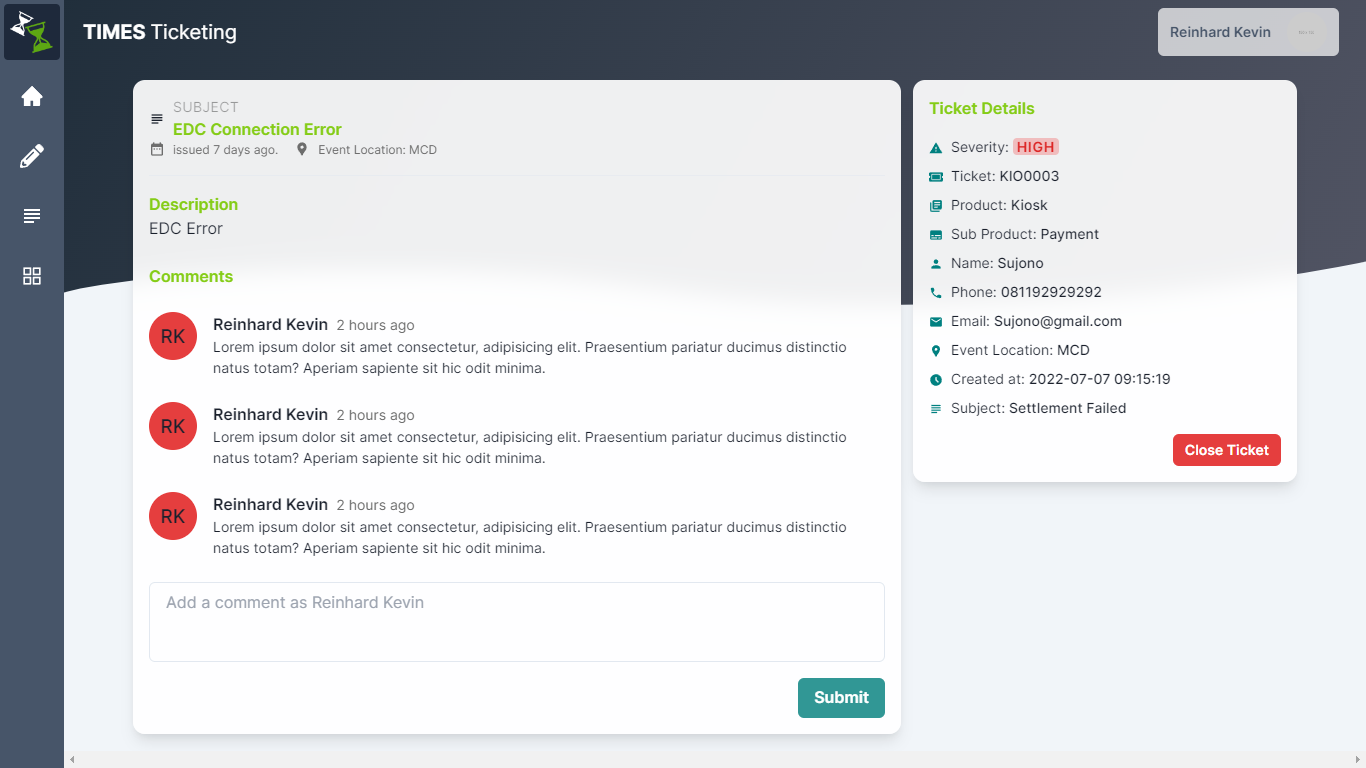 TIMES Ticketing
Reinhard Kevin
SUBJECT
EDC Connection Error
issued 7 days ago. Event Location: MCD
Description
EDC Error
Comments
RK
Reinhard Kevin 2 hours ago
Lorem ipsum dolor sit amet consectetur, adipisicing elit. Praesentium pariatur ducimus distinctio
natus totam? Aperiam sapiente sit hic odit minima.
RK
Reinhard Kevin 2 hours ago
Lorem ipsum dolor sit amet consectetur, adipisicing elit. Praesentium pariatur ducimus distinctio
natus totam? Aperiam sapiente sit hic odit minima.
RK
Reinhard Kevin 2 hours ago
Lorem ipsum dolor sit amet consectetur, adipisicing elit. Praesentium pariatur ducimus distinctio
natus totam? Aperiam sapiente sit hic odit minima.
Add a comment as Reinhard Kevin
Submit
Ticket Details
Severity: HIGH
Ticket: KIO0003
Product: Kiosk
Sub Product: Payment
Name: Sujono
Phone: 081192929292
Email: Sujono@gmail.com
Event Location: MCD
Created at: 2022-07-07 09:15:19
Subject: Settlement Failed
Close Ticket